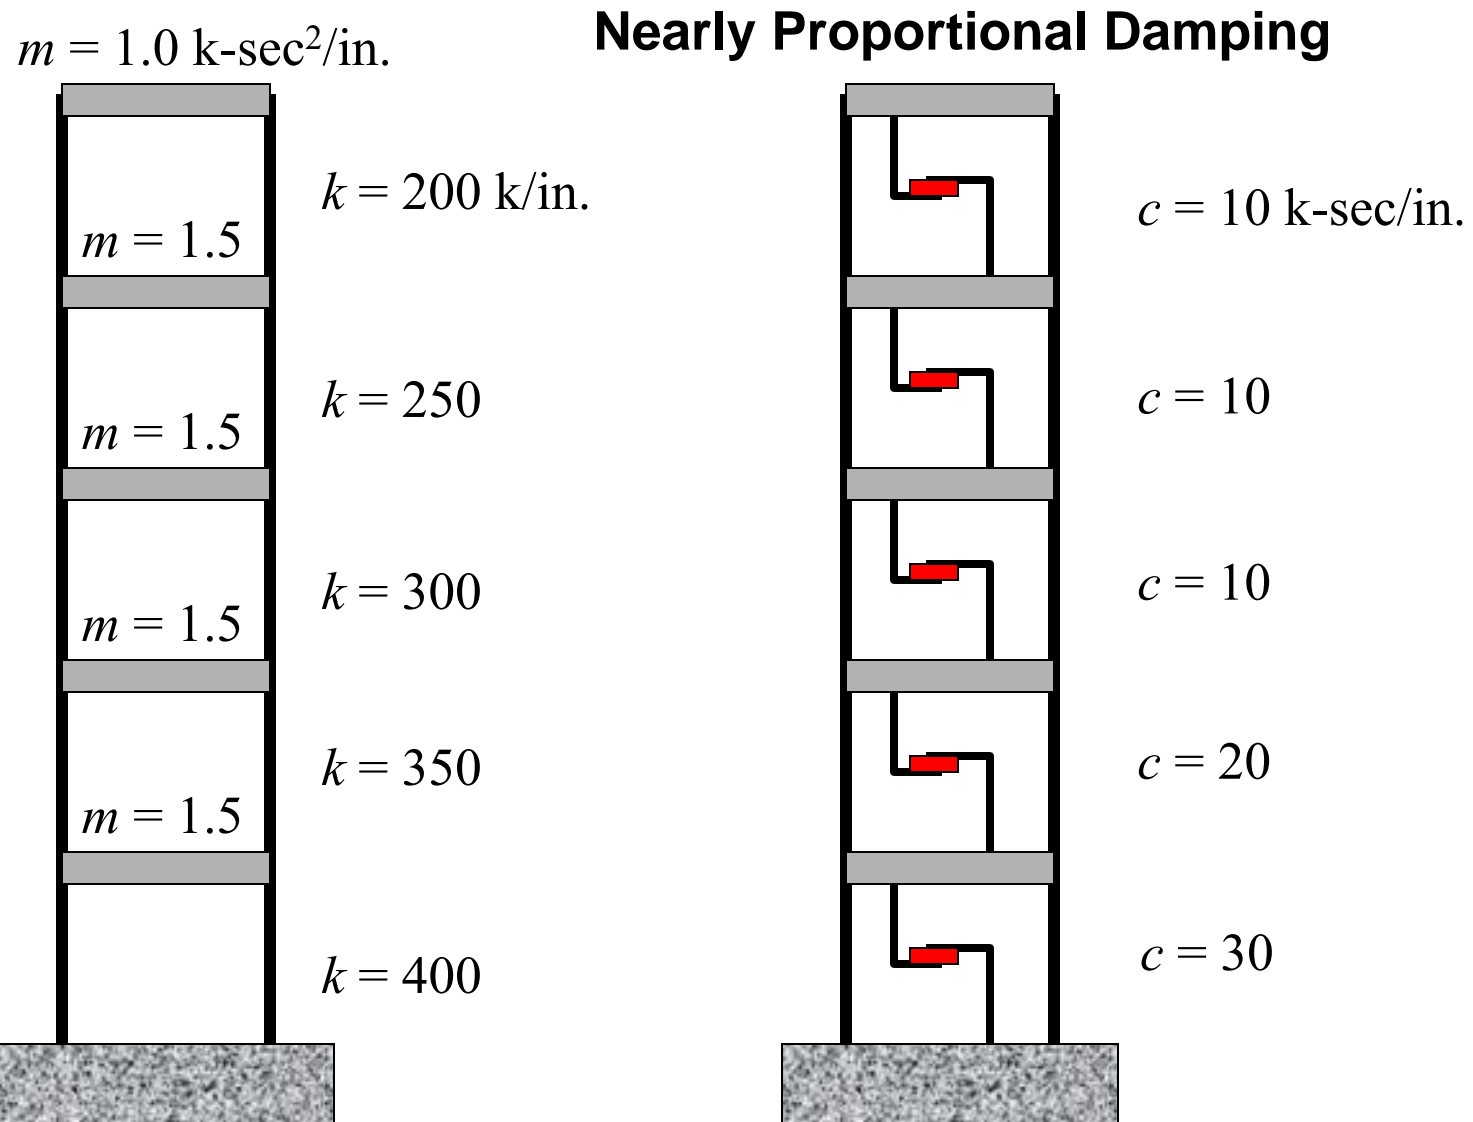 Nearly Proportional Damping
m = 1.0 k-sec²/in.
k = 200 k/in.
c = 10 k-sec/in.
m = 1.5
k = 250
c = 10
m = 1.5
k = 300
c = 10
m = 1.5
k = 350
c = 20
m = 1.5
k = 400
c = 30